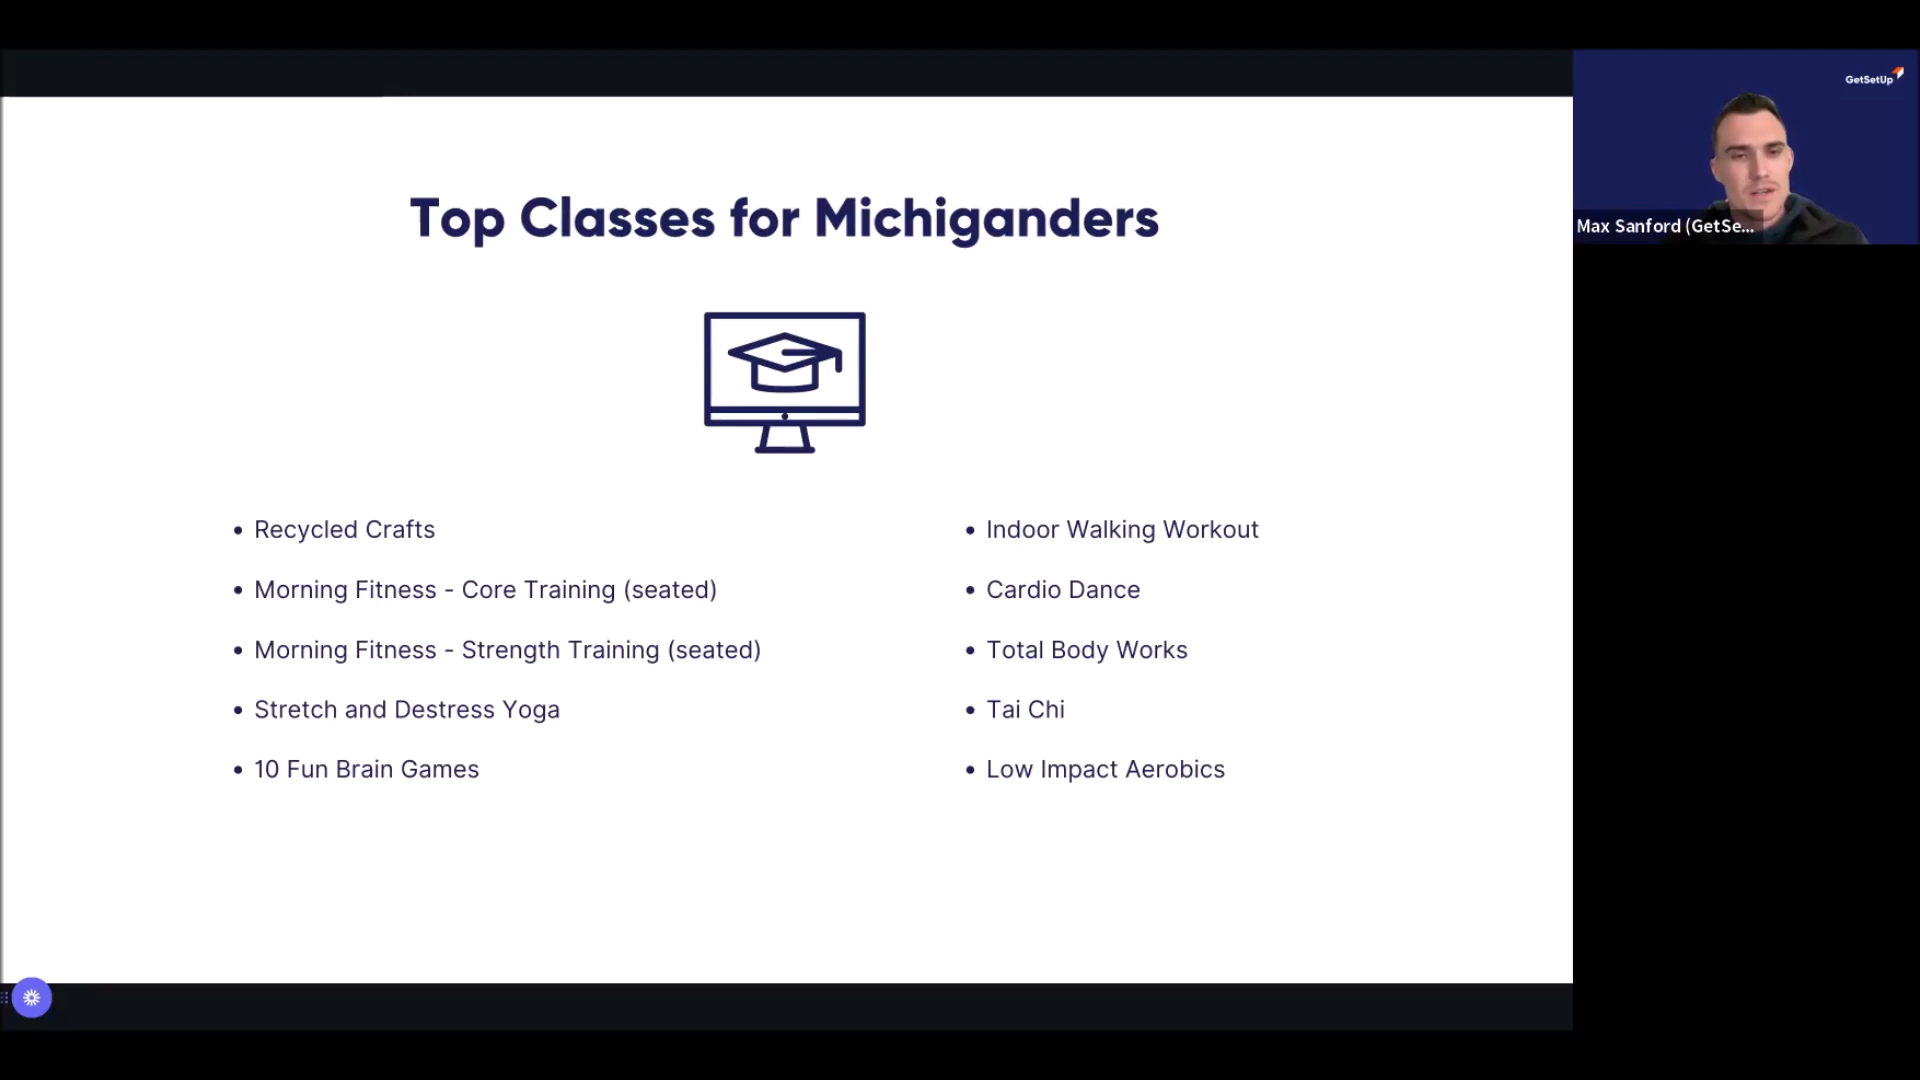 GetSetUp
Top Classes for Michiganders
Max Sanford (GetSe...
• Recycled Crafts
• Morning Fitness - Core Training (seated)
• Morning Fitness - Strength Training (seated)
• Stretch and Destress Yoga
• 10 Fun Brain Games
• Indoor Walking Workout
• Cardio Dance
• Total Body Works
• Tai Chi
• Low Impact Aerobics